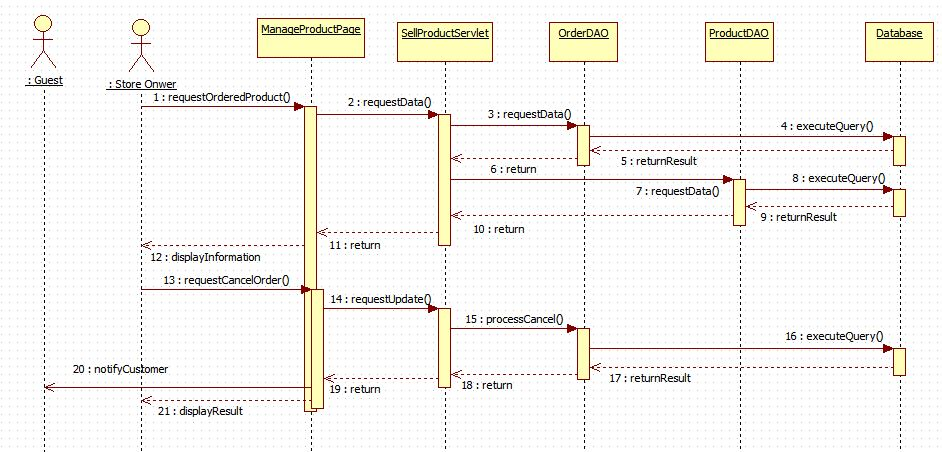 ManageProductPage
SellProductServlet
OrderDAO
ProductDAO
Database
: Guest
: Store Onwer
1 : requestOrderedProduct()
2 : requestData()
3 : requestData()
4 : executeQuery()
5 : returnResult
6 : return
7 : requestData()
8 : executeQuery()
9 : returnResult
10 : return
11 : return
12 : displayInformation
13 : requestCancelOrder()
14 : requestUpdate()
15 : processCancel()
16 : executeQuery()
17 : returnResult
18 : return
19 : return
20 : notifyCustomer
21 : displayResult